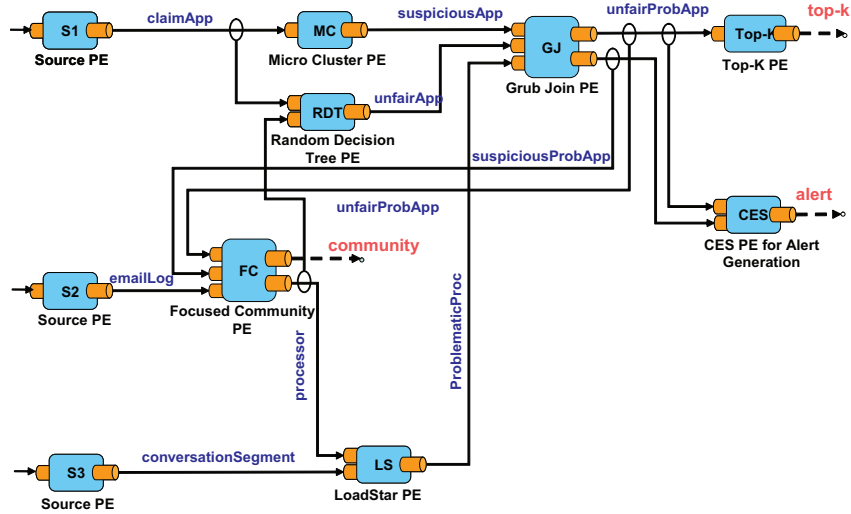 claimApp
suspiciousApp
unfairProbApp
top-k
S1
MC
GJ
Top-K
Source PE
Micro Cluster PE
Top-K PE
Grub Join PE
unfairApp
RDT
Random Decision
Tree PE
suspiciousProbApp
unfairProbApp
alert
CES
CES PE for Alert
Generation
community
emailLog
FC
S2
Source PE
Focused Community
PE
processor
ProblematicProc
conversationSegment
S3
LS
Source PE
LoadStar PE